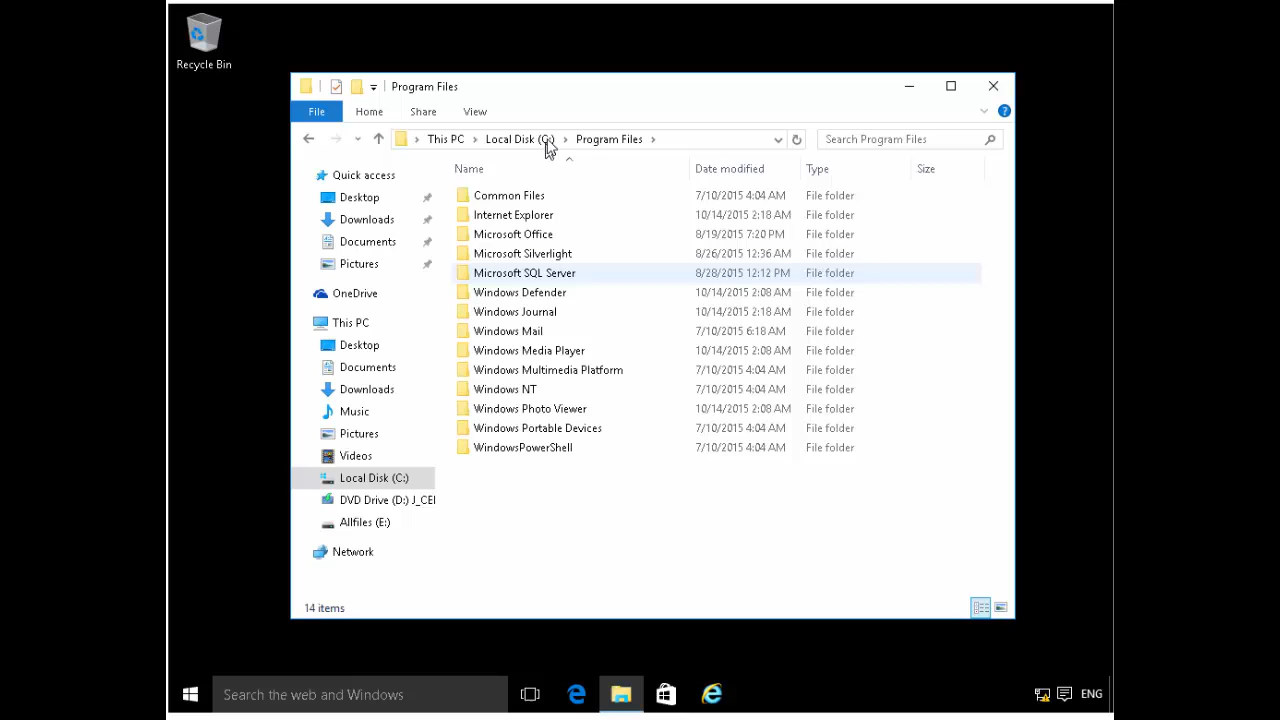 Recycle Bin
Program Files
File Home Share View
This PC Local Disk (C:) Program Files
Search Program Files
Name Date modified Type Size
Quick access
Desktop
Downloads
Documents
Pictures
OneDrive
This PC
Desktop
Documents
Downloads
Music
Pictures
Videos
Local Disk (C:)
DVD Drive (D:) J_CEI
Allfiles (E:)
Network
Common Files 7/10/2015 4:04 AM File folder
Internet Explorer 10/14/2015 2:18 AM File folder
Microsoft Office 8/19/2015 7:20 PM File folder
Microsoft Silverlight 8/26/2015 12:36 AM File folder
Microsoft SQL Server 8/28/2015 12:12 PM File folder
Windows Defender 10/14/2015 2:08 AM File folder
Windows Journal 10/14/2015 2:18 AM File folder
Windows Mail 7/10/2015 6:18 AM File folder
Windows Media Player 10/14/2015 2:08 AM File folder
Windows Multimedia Platform 7/10/2015 4:04 AM File folder
Windows NT 7/10/2015 4:04 AM File folder
Windows Photo Viewer 10/14/2015 2:08 AM File folder
Windows Portable Devices 7/10/2015 4:04 AM File folder
WindowsPowerShell 7/10/2015 4:04 AM File folder
14 items
Search the web and Windows
ENG